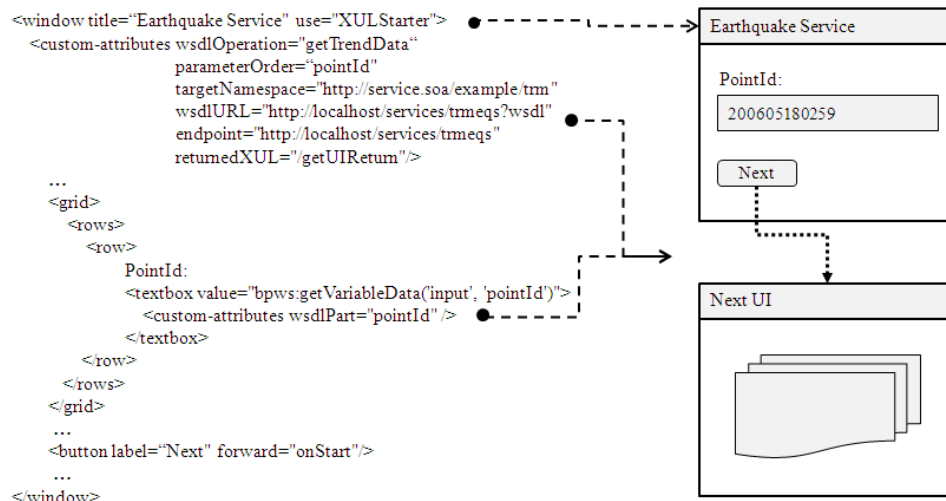 <window title=“Earthquake Service" use="XULStarter">
<custom-attributes wsdlOperation="getTrendData“
parameterOrder=“pointId"
targetNamespace="http://service.soa/example/trm"
wsdlURL="http://localhost/services/trmeqs?wsdl"
endpoint="http://localhost/services/trmeqs"
returnedXUL="/getUIReturn"/>
...
<grid>
<rows>
<row>
PointId:
<textbox value="bpws:getVariableData('input', 'pointId')">
<custom-attributes wsdlPart="pointId" />
</textbox>
</row>
</rows>
</grid>
...
<button label=“Next" forward="onStart"/>
...
</window>
Earthquake Service
PointId:
200605180259
Next
Next UI